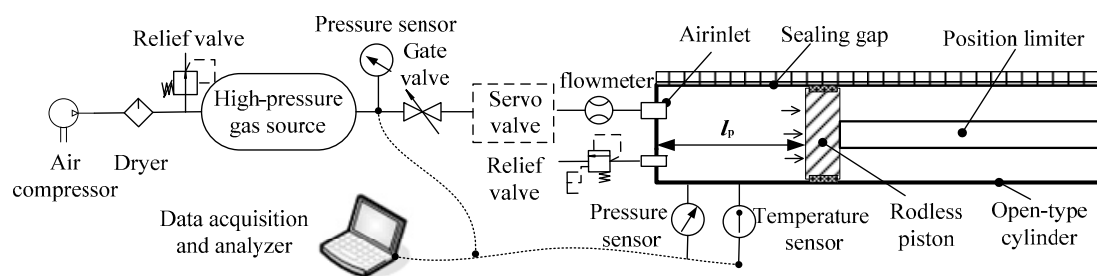 Relief valve
Pressure sensor
Gate
valve
flowmeter
Airinlet
Sealing gap
Position limiter
High-pressure
gas source
Servo
valve
l_p
Air
compressor
Dryer
Relief
valve
Data acquisition
and analyzer
Pressure
sensor
Temperature
sensor
Rodless
piston
Open-type
cylinder